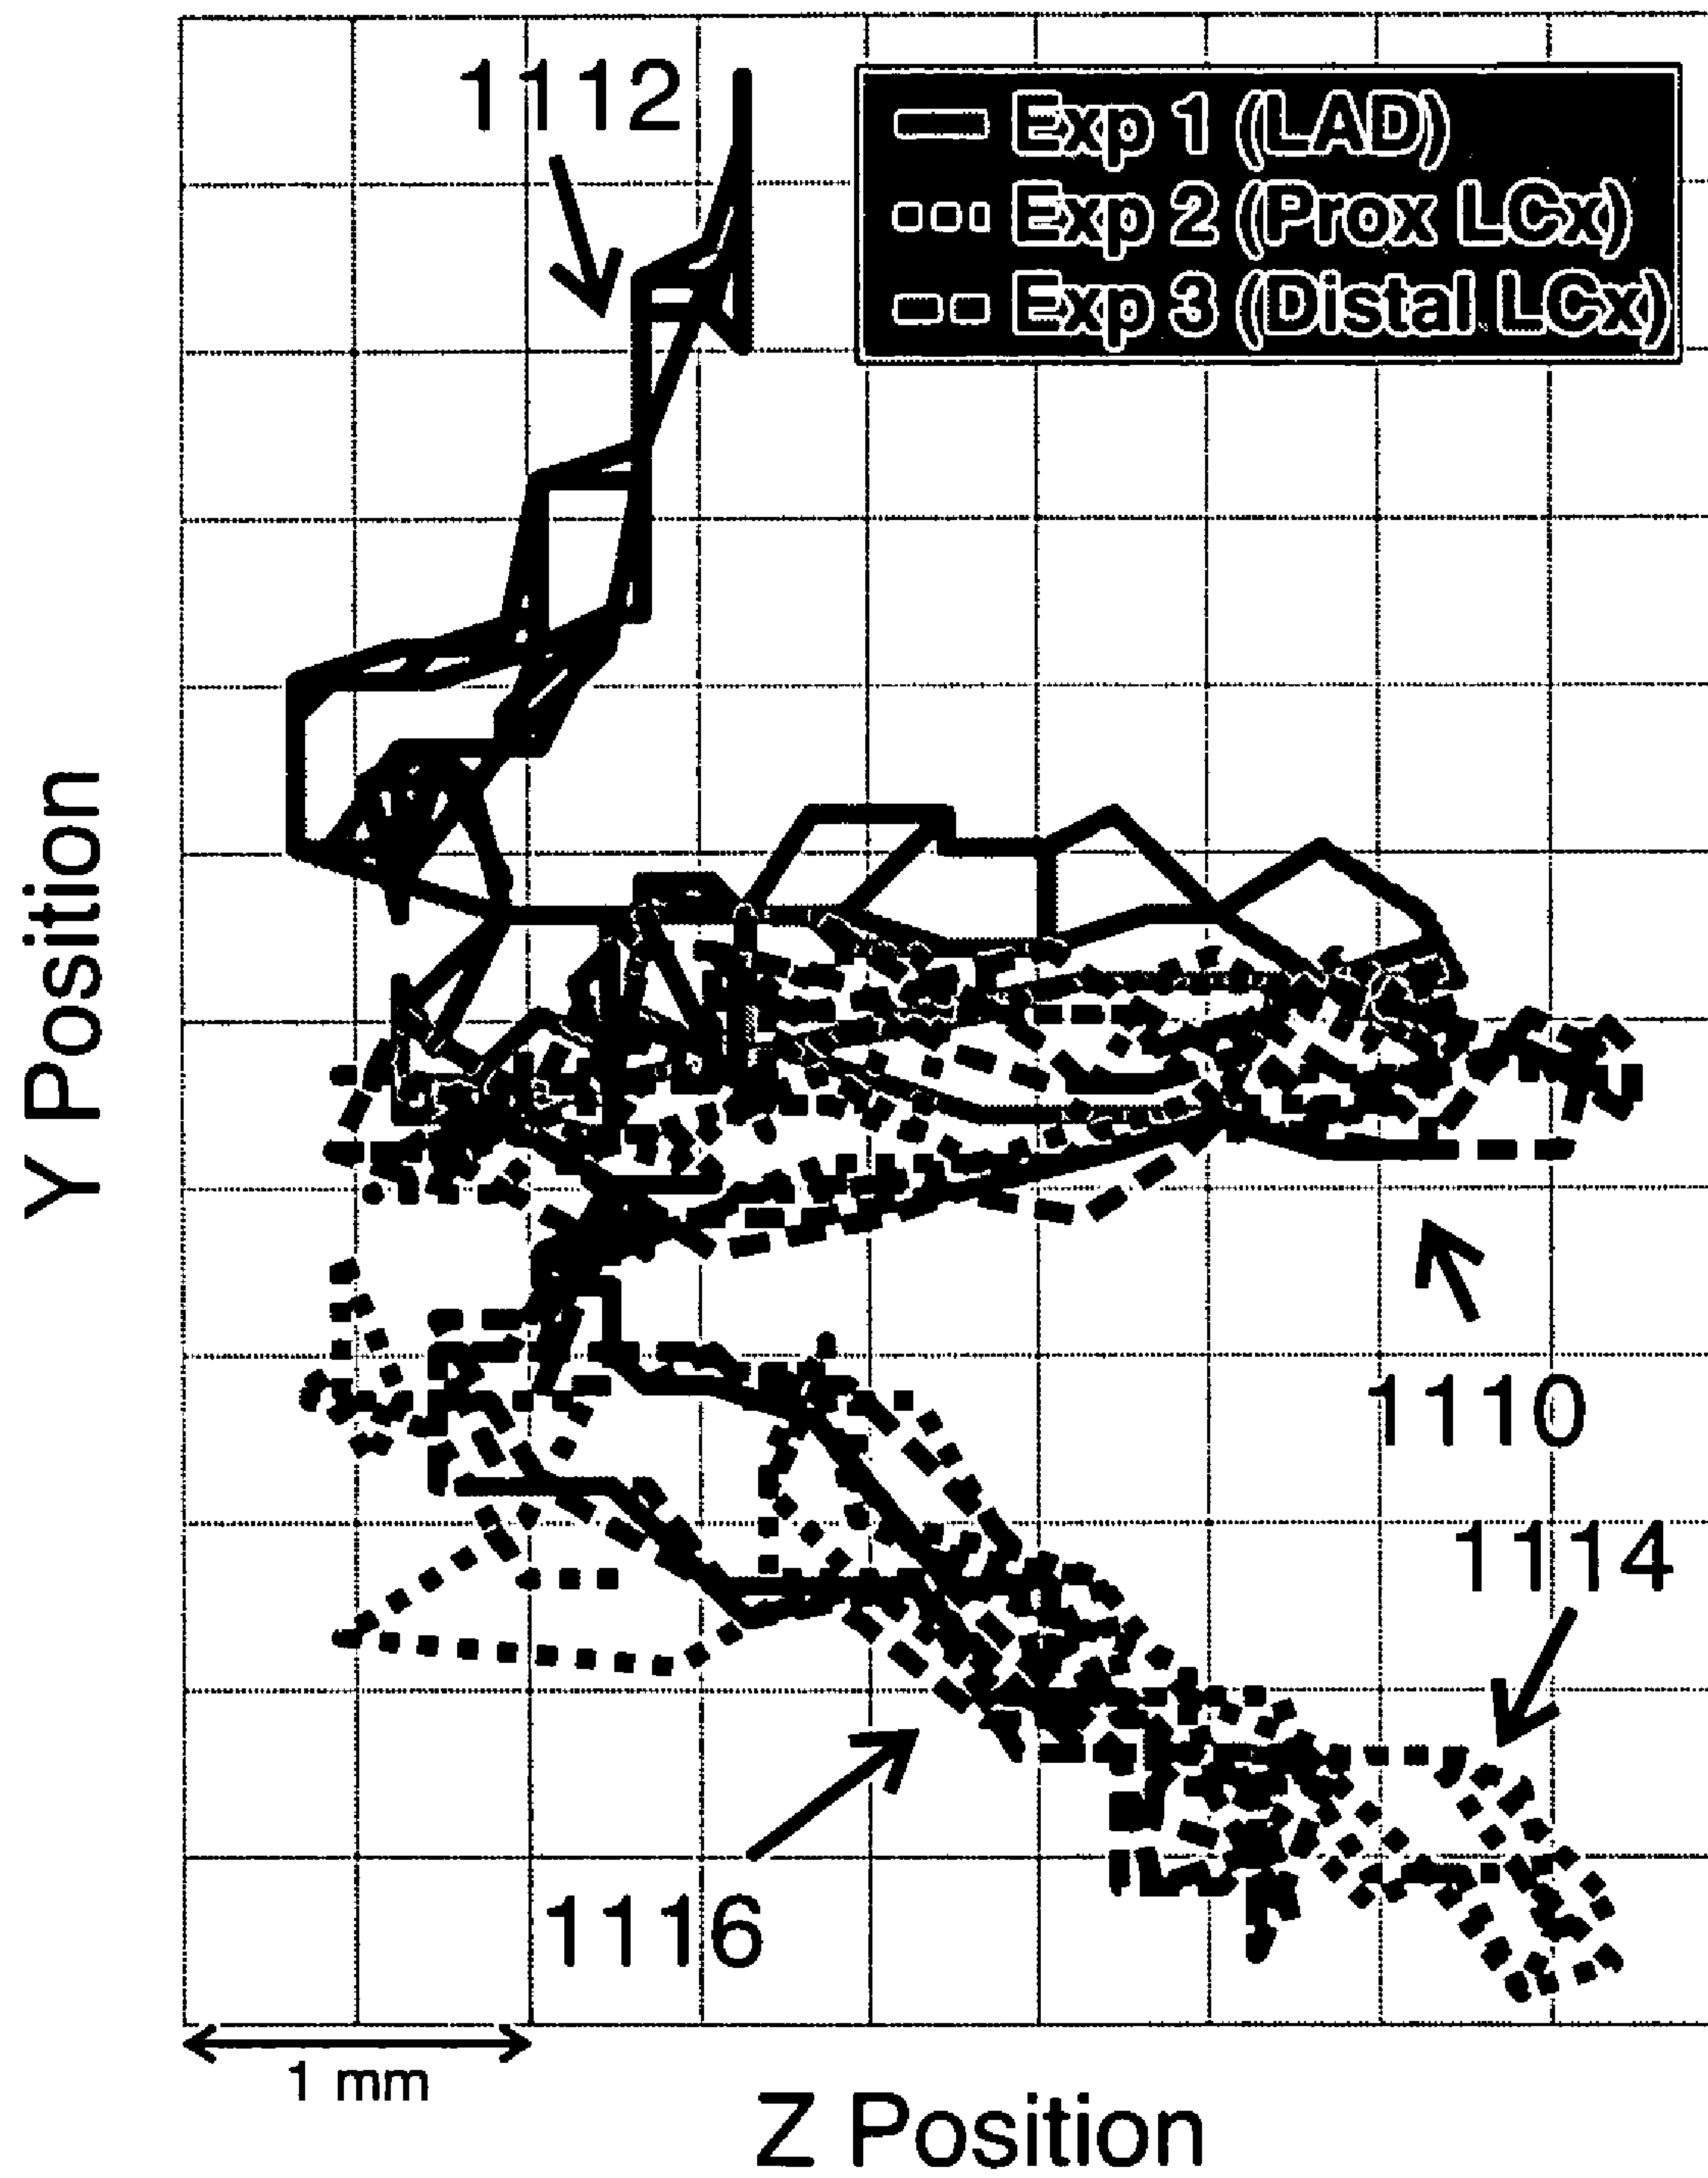 1112
Exp 1 (LAD)
Exp 2 (Prox LCx)
Exp 3 (Distal LCx)
Y Position
1110
1114
1116
1 mm
Z Position